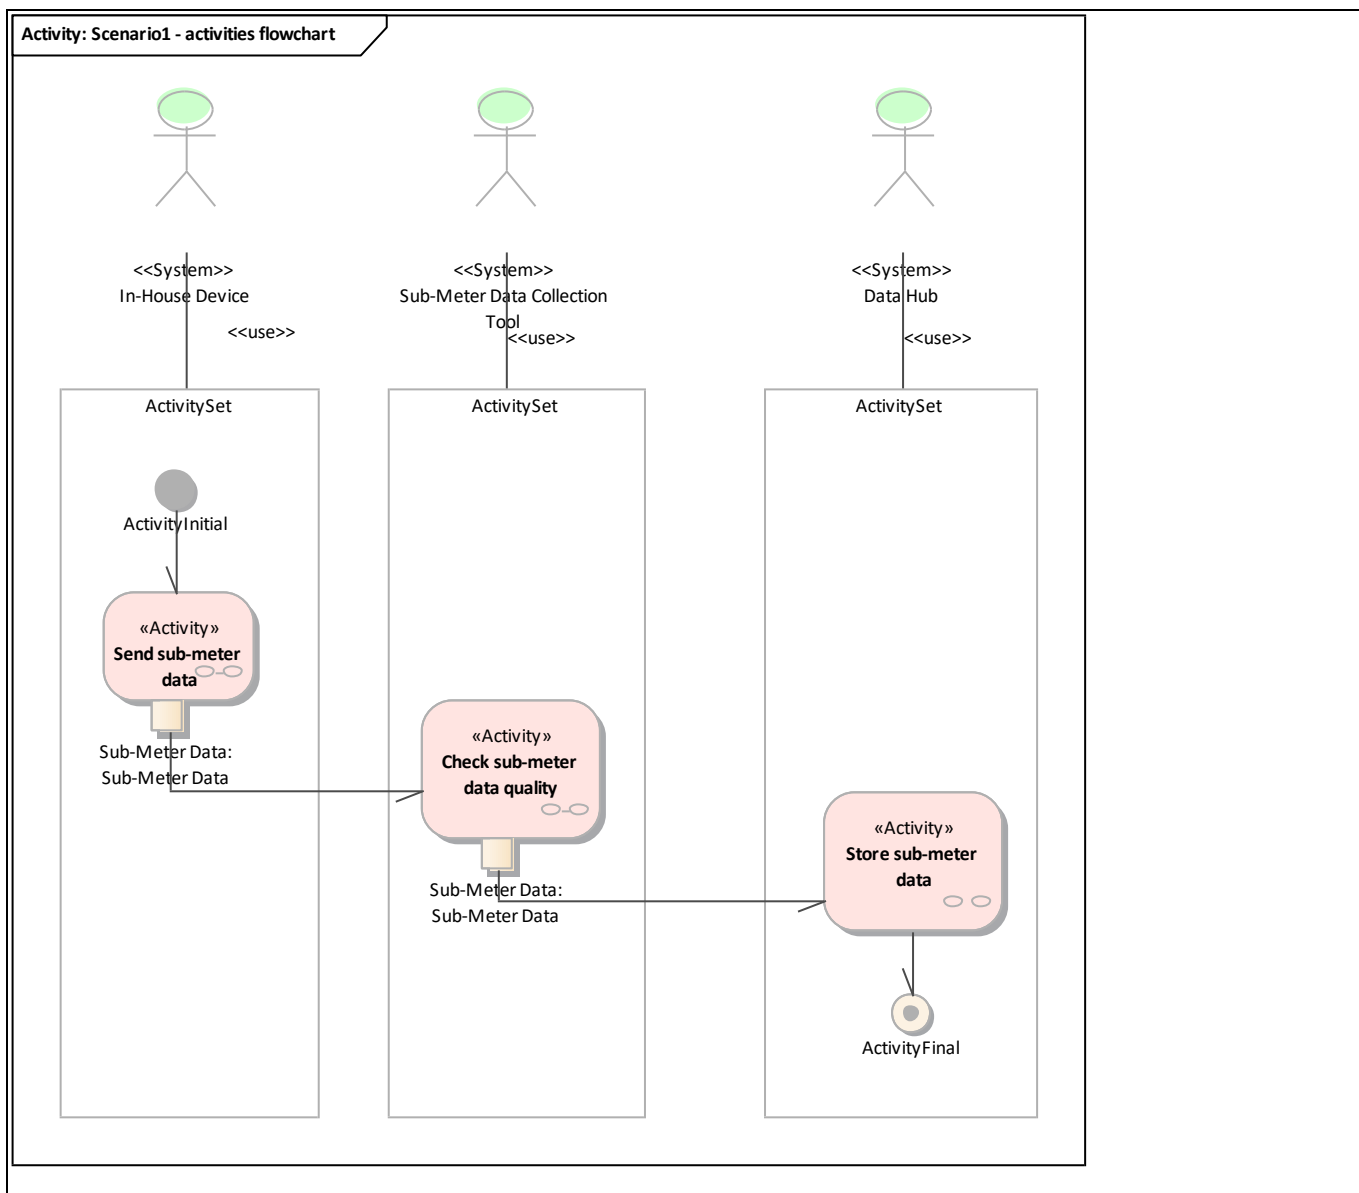 Activity: Scenario1 - activities flowchart
<<System>>
In-House Device
<<use>>
<<System>>
Sub-Meter Data Collection
Tool
<<use>>
<<System>>
Data Hub
<<use>>
ActivitySet
ActivityInitial
«Activity»
Send sub-meter
data
Sub-Meter Data:
Sub-Meter Data
ActivitySet
«Activity»
Check sub-meter
data quality
Sub-Meter Data:
Sub-Meter Data
ActivitySet
«Activity»
Store sub-meter
data
ActivityFinal